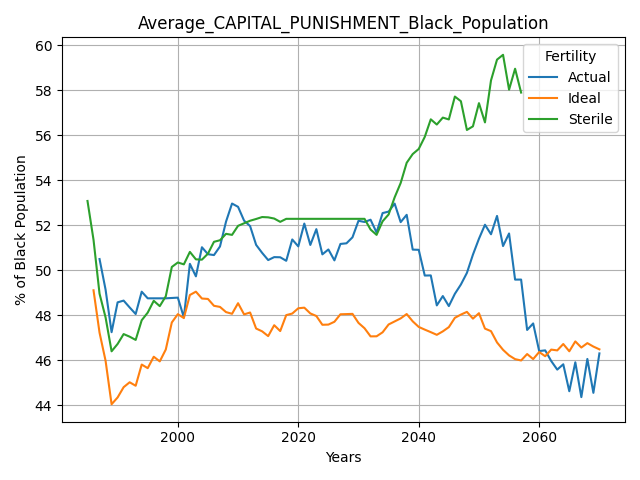 Average_CAPITAL_PUNISHMENT_Black_Population
% of Black Population
60
58
56
54
52
50
48
46
44
Fertility
Actual
Ideal
Sterile
2000
2020
2040
2060
Years